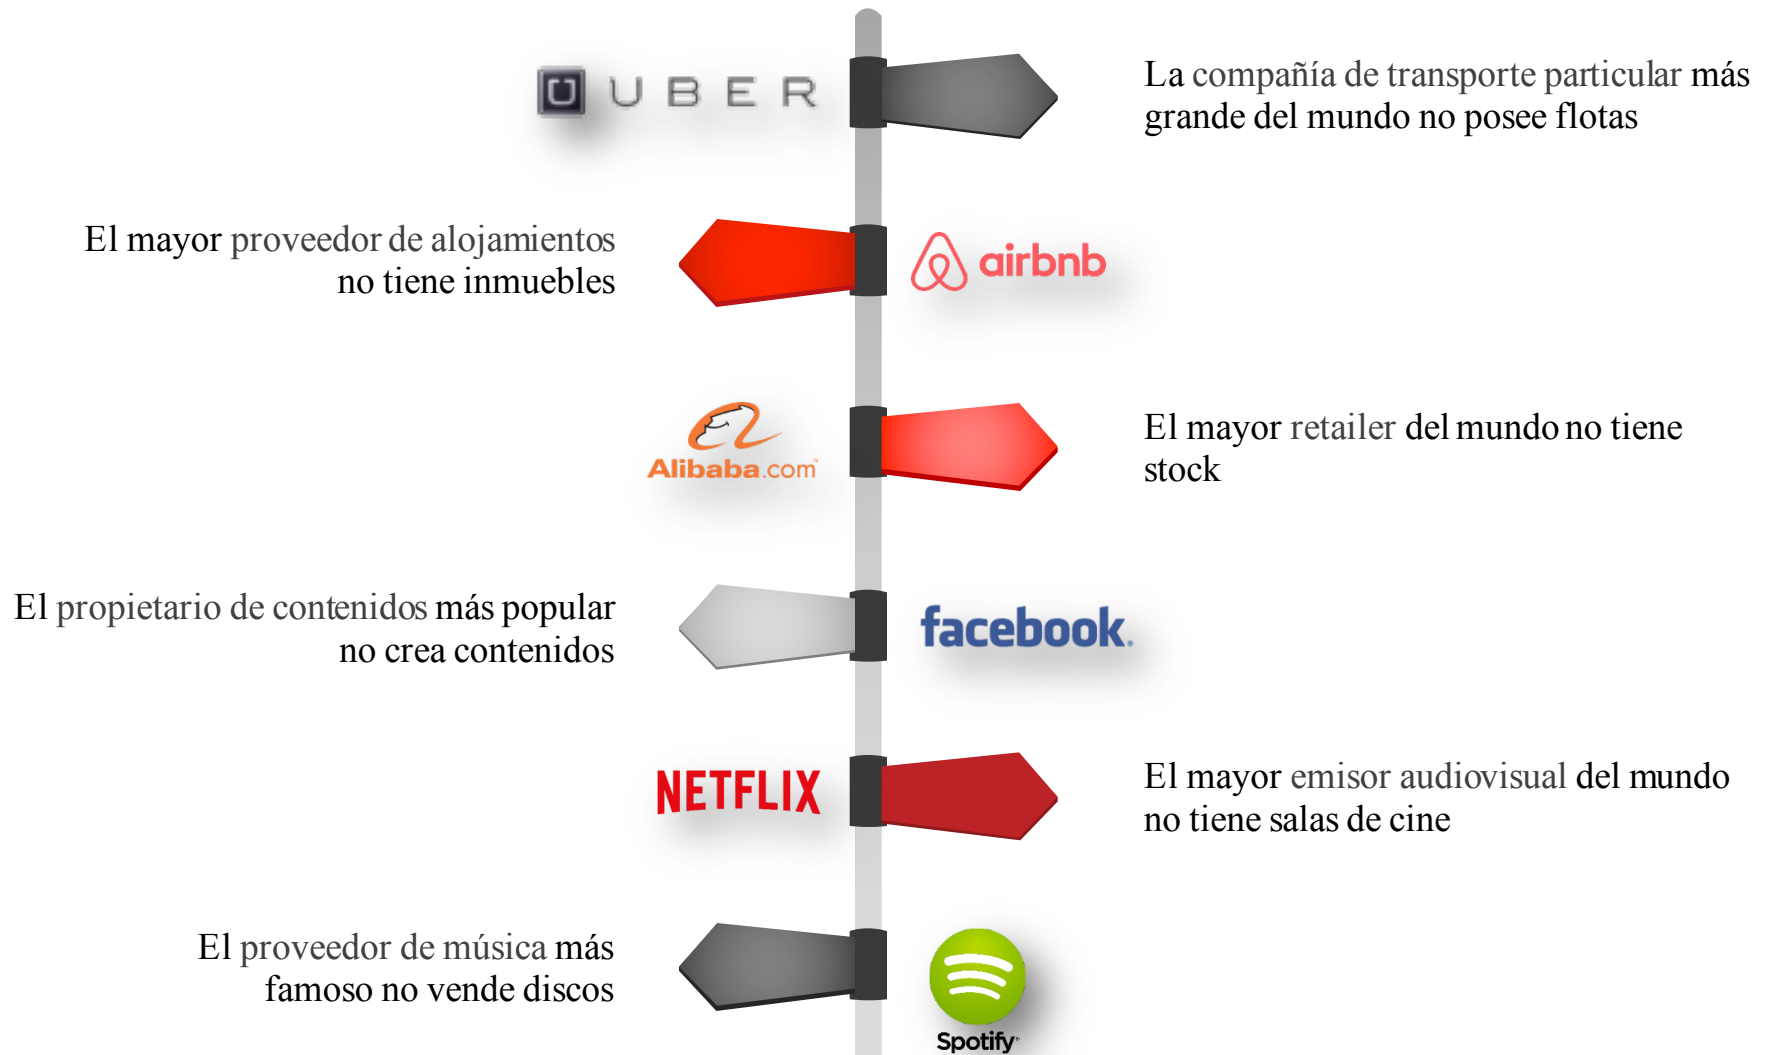 UBER
La compañía de transporte particular más
grande del mundo no posee flotas
El mayor proveedor de alojamientos
no tiene inmuebles
airbnb
Alibaba.com™
El mayor retailer del mundo no tiene
stock
El propietario de contenidos más popular
no crea contenidos
facebook.
NETFLIX
El mayor emisor audiovisual del mundo
no tiene salas de cine
El proveedor de música más
famoso no vende discos
Spotify